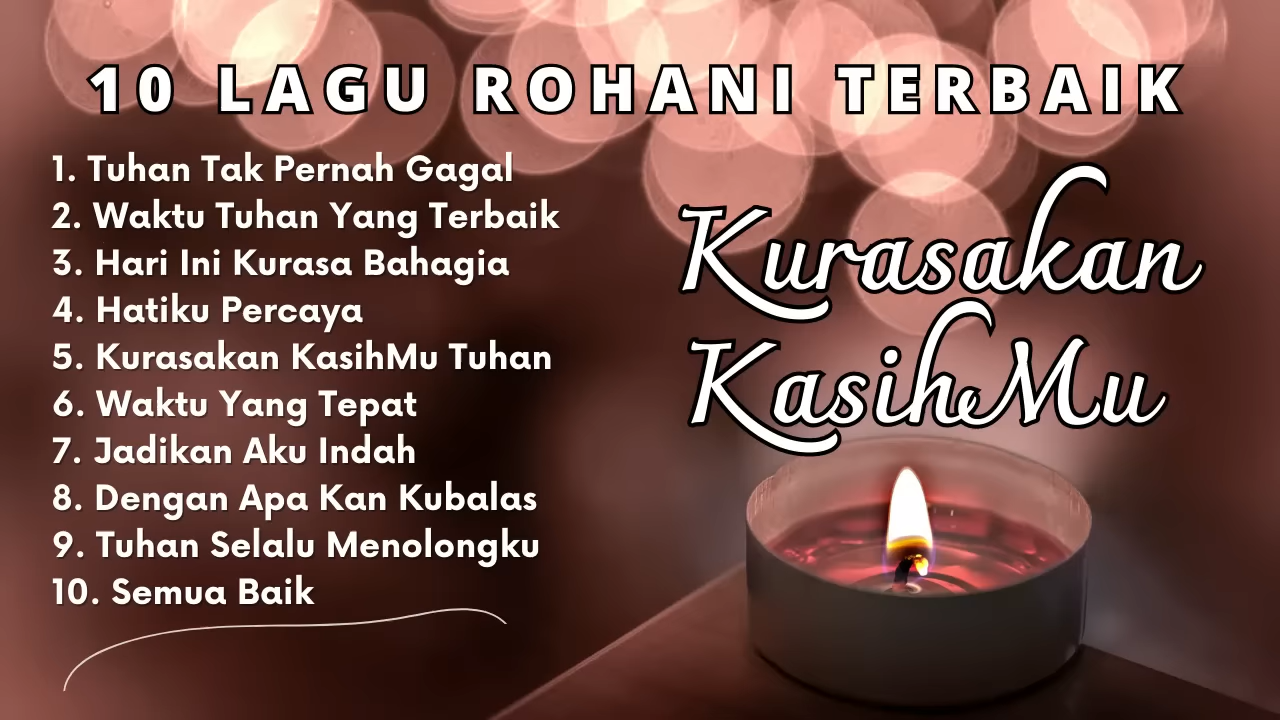 10 LAGU ROHANI TERBAIK
1. Tuhan Tak Pernah Gagal
2. Waktu Tuhan Yang Terbaik
3. Hari Ini Kurasa Bahagia
4. Hatiku Percaya
5. Kurasakan KasihMu Tuhan
6. Waktu Yang Tepat
7. Jadikan Aku Indah
8. Dengan Apa Kan Kubalas
9. Tuhan Selalu Menolongku
10. Semua Baik
Kurasakan
KasihMu